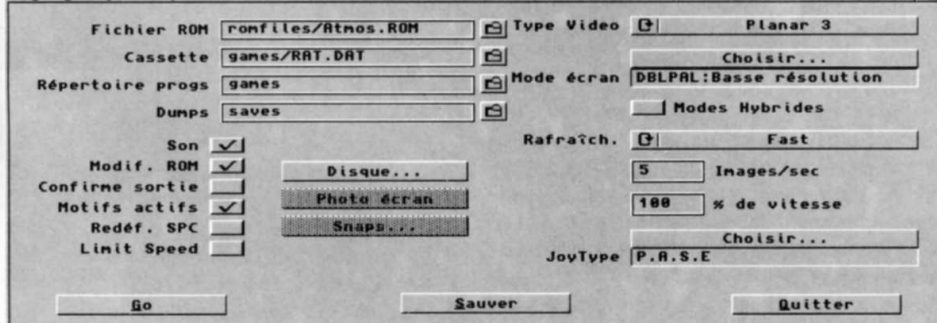 Fichier ROM romfiles/Atmos.ROM
Cassette games/RAT.DAT
Répertoire progs games
Dumps saves
Son
Modif. ROM
Confirme sortie
Motifs actifs
Redéf. SPC
Limit Speed
Disque...
Photo écran
Snaps...
Type Video Planar 3
Choisir...
Mode écran DBLPAL:Basse résolution
Modes Hybrides
Rafraîch. Fast
5 Images/sec
100 % de vitesse
Choisir...
JoyType P.A.S.E
Go
Sauver
Quitter